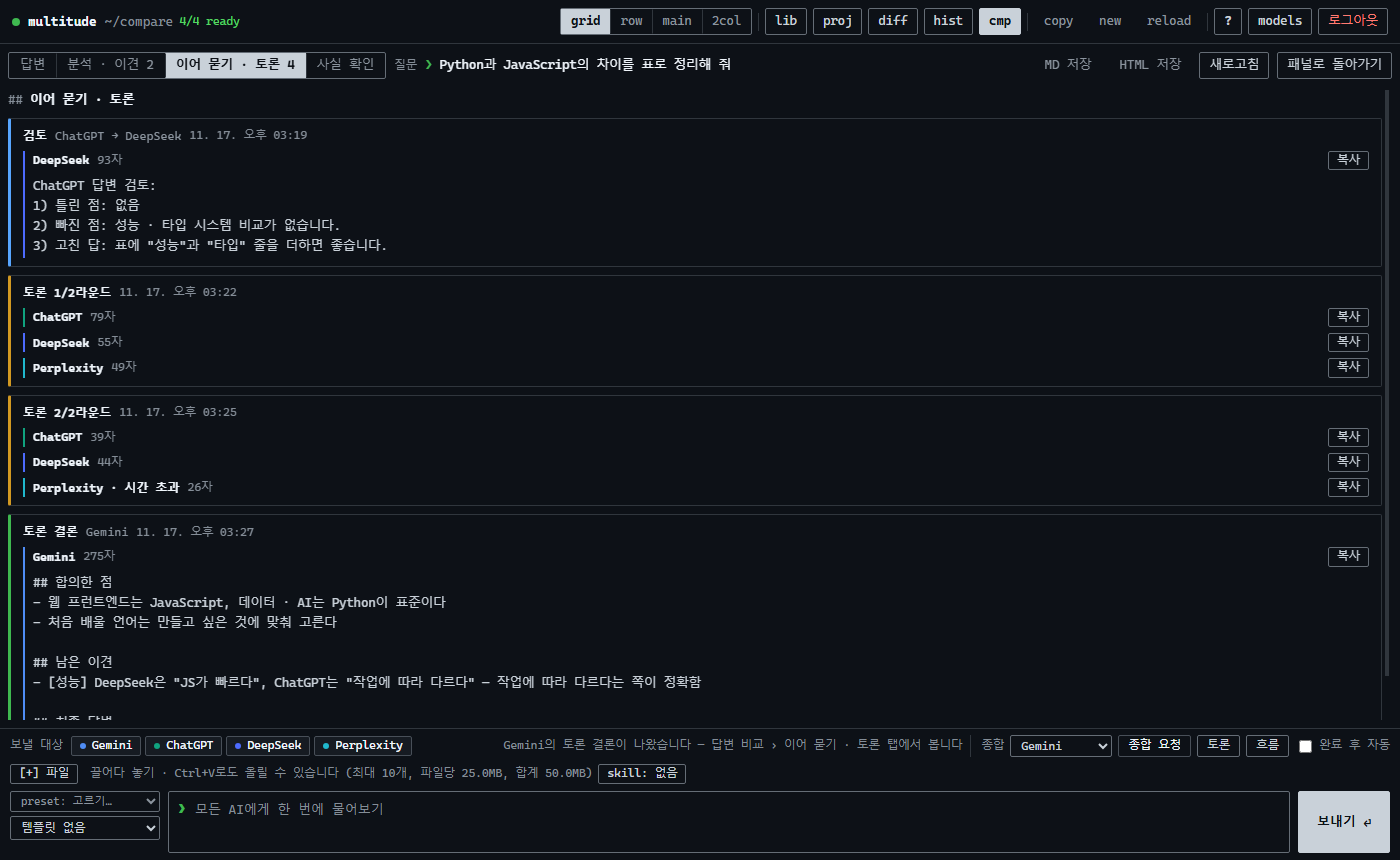 multitude ~/compare 4/4 ready grid row main 2col lib proj diff hist cmp copy new reload ? models 로그아웃
답변 분석 · 이견 2 이어 묻기 · 토론 4 사실 확인 질문 ❯ Python과 JavaScript의 차이를 표로 정리해 줘 MD 저장 HTML 저장 새로고침 패널로 돌아가기
## 이어 묻기 · 토론
검토 ChatGPT → DeepSeek 11. 17. 오후 03:19
DeepSeek 93자 복사
ChatGPT 답변 검토:
1) 틀린 점: 없음
2) 빠진 점: 성능 · 타입 시스템 비교가 없습니다.
3) 고친 답: 표에 "성능"과 "타입" 줄을 더하면 좋습니다.
토론 1/2라운드 11. 17. 오후 03:22
ChatGPT 79자 복사
DeepSeek 55자 복사
Perplexity 49자 복사
토론 2/2라운드 11. 17. 오후 03:25
ChatGPT 39자 복사
DeepSeek 44자 복사
Perplexity · 시간 초과 26자 복사
토론 결론 Gemini 11. 17. 오후 03:27
Gemini 275자 복사
## 합의한 점
– 웹 프런트엔드는 JavaScript, 데이터 · AI는 Python이 표준이다
– 처음 배울 언어는 만들고 싶은 것에 맞춰 고른다
## 남은 이견
– [성능] DeepSeek은 "JS가 빠르다", ChatGPT는 "작업에 따라 다르다" — 작업에 따라 다르다는 쪽이 정확함
보낼 대상 Gemini ChatGPT DeepSeek Perplexity Gemini의 토론 결론이 나왔습니다 — 답변 비교 › 이어 묻기 · 토론 탭에서 봅니다 종합 Gemini 종합 요청 토론 흐름 완료 후 자동
[+] 파일 끌어다 놓기 · Ctrl+V로도 올릴 수 있습니다 (최대 10개, 파일당 25.0MB, 합계 50.0MB) skill: 없음
preset: 고르기…
템플릿 없음
❯ 모든 AI에게 한 번에 물어보기
보내기 ↵